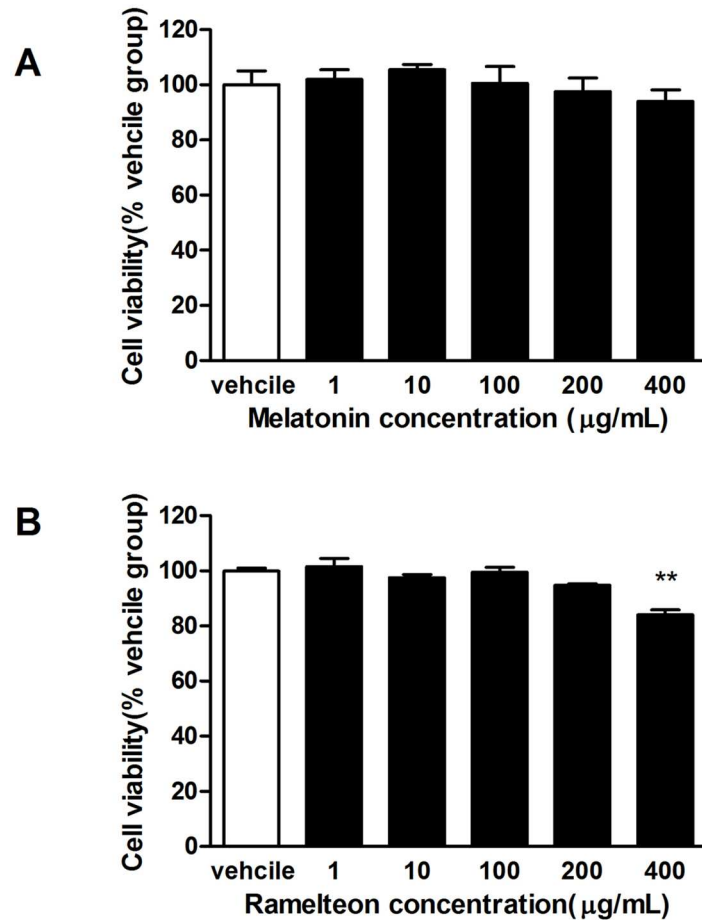 A
Cell viability(% vehcile group)
120
100
80
60
40
20
0
vehcile 1 10 100 200 400
Melatonin concentration (μg/mL)
B
Cell viability(% vehcile group)
120
100
80
60
40
20
0
**
vehcile 1 10 100 200 400
Ramelteon concentration(μg/mL)